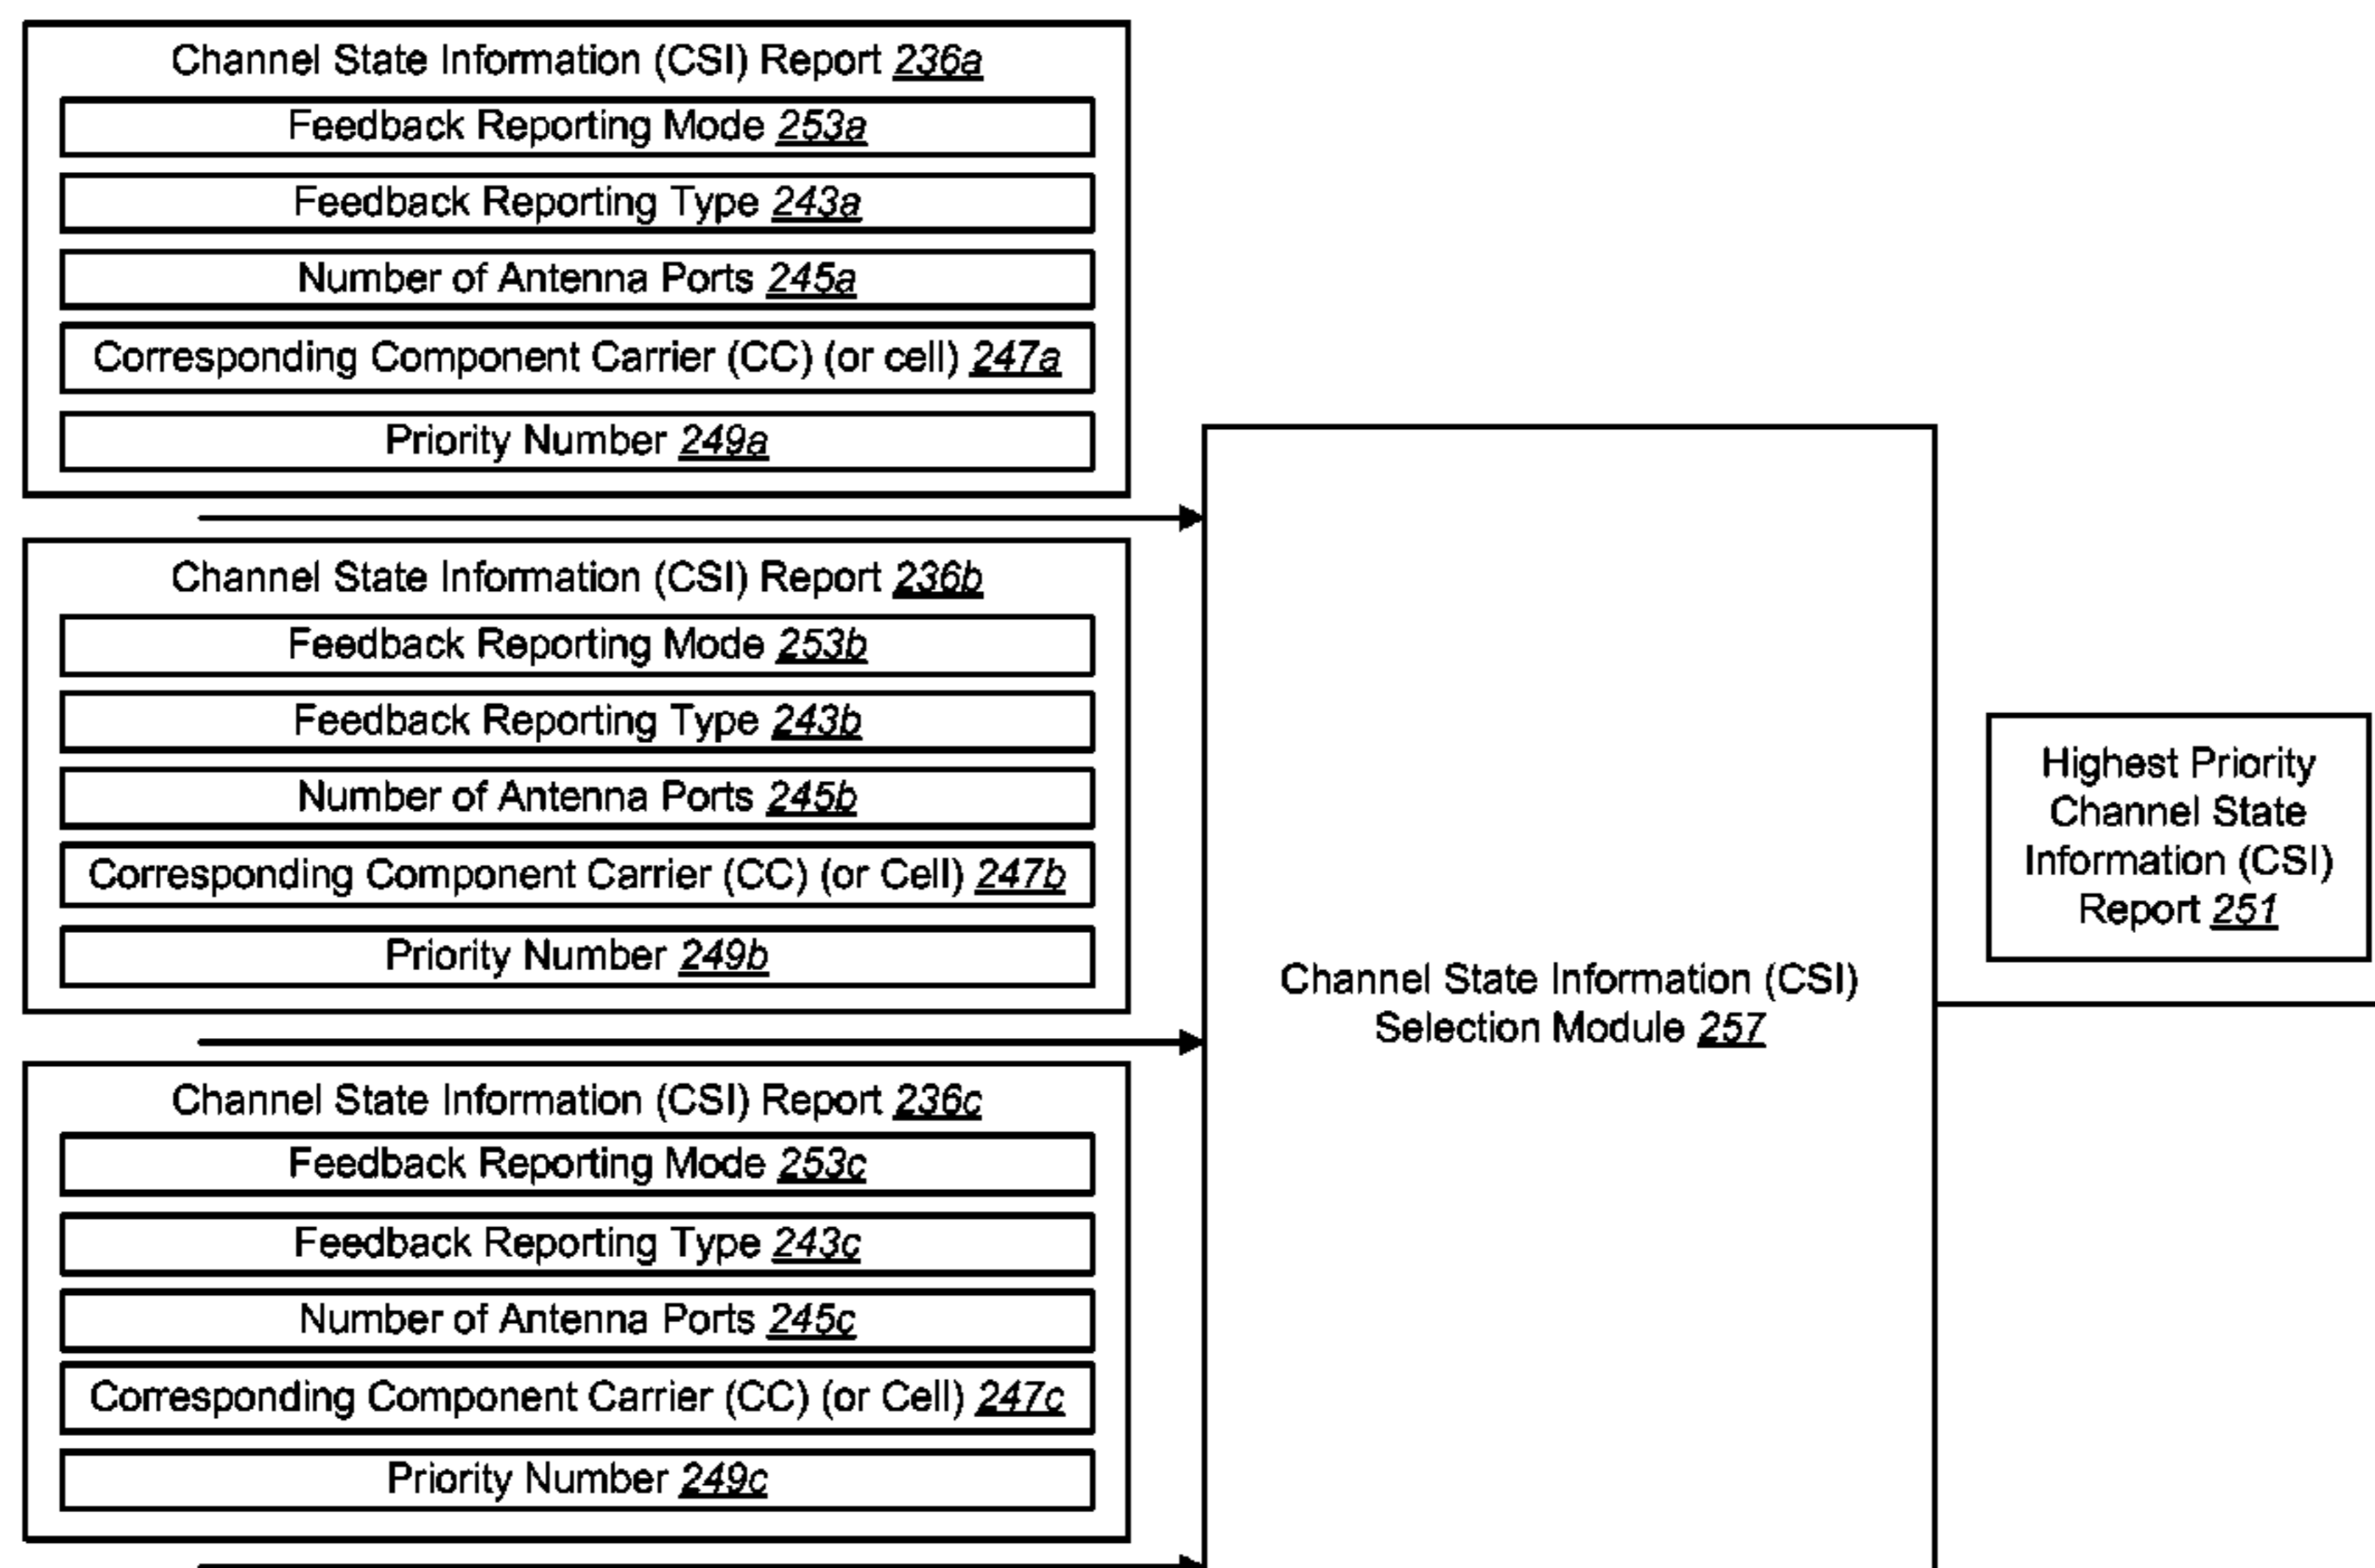 Channel State Information (CSI) Report 236a
Feedback Reporting Mode 253a
Feedback Reporting Type 243a
Number of Antenna Ports 245a
Corresponding Component Carrier (CC) (or cell) 247a
Priority Number 249a
Channel State Information (CSI) Report 236b
Feedback Reporting Mode 253b
Feedback Reporting Type 243b
Number of Antenna Ports 245b
Corresponding Component Carrier (CC) (or Cell) 247b
Priority Number 249b
Channel State Information (CSI) Report 236c
Feedback Reporting Mode 253c
Feedback Reporting Type 243c
Number of Antenna Ports 245c
Corresponding Component Carrier (CC) (or Cell) 247c
Priority Number 249c
Channel State Information (CSI)
Selection Module 257
Highest Priority
Channel State
Information (CSI)
Report 251